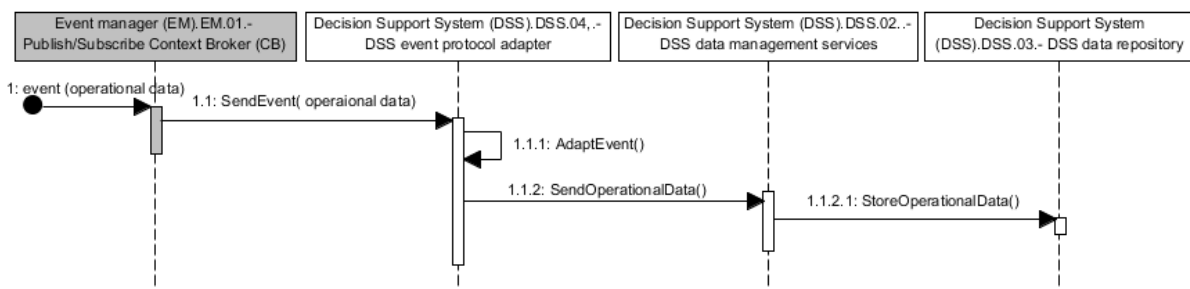 Event manager (EM).EM.01.-
Publish/Subscribe Context Broker (CB)
Decision Support System (DSS).DSS.04,.-
DSS event protocol adapter
Decision Support System (DSS).DSS.02..-
DSS data management services
Decision Support System
(DSS).DSS.03.- DSS data repository
1: event (operational data)
1.1: SendEvent( operaional data)
1.1.1: AdaptEvent()
1.1.2: SendOperationalData()
1.1.2.1: StoreOperationalData()